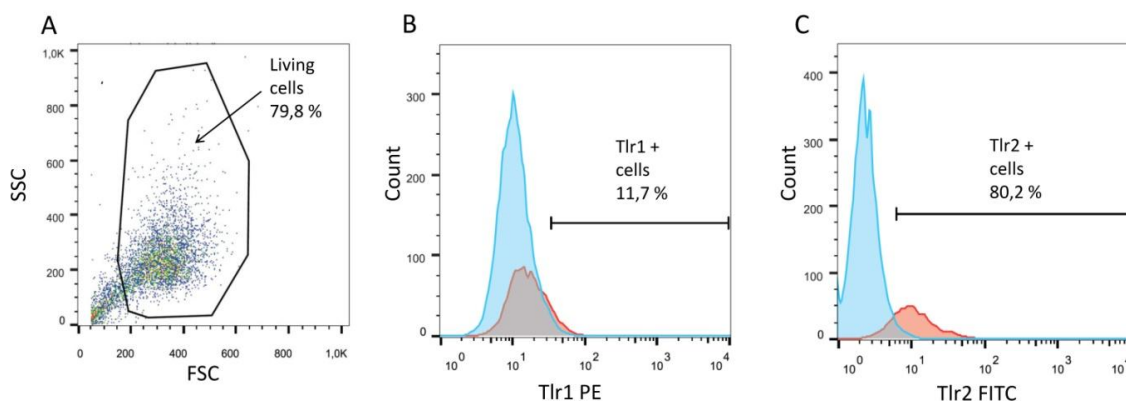 A
1,0K
800
600
400
200
0
SSC
0
200
400
600
800
1,0K
FSC
Living
cells
79,8 %
B
300
200
100
0
Count
10^0
10^1
10^2
10^3
10^4
Tlr1 PE
Tlr1 +
cells
11,7 %
C
400
300
200
100
0
Count
10^0
10^1
10^2
10^3
10^4
Tlr2 FITC
Tlr2 +
cells
80,2 %